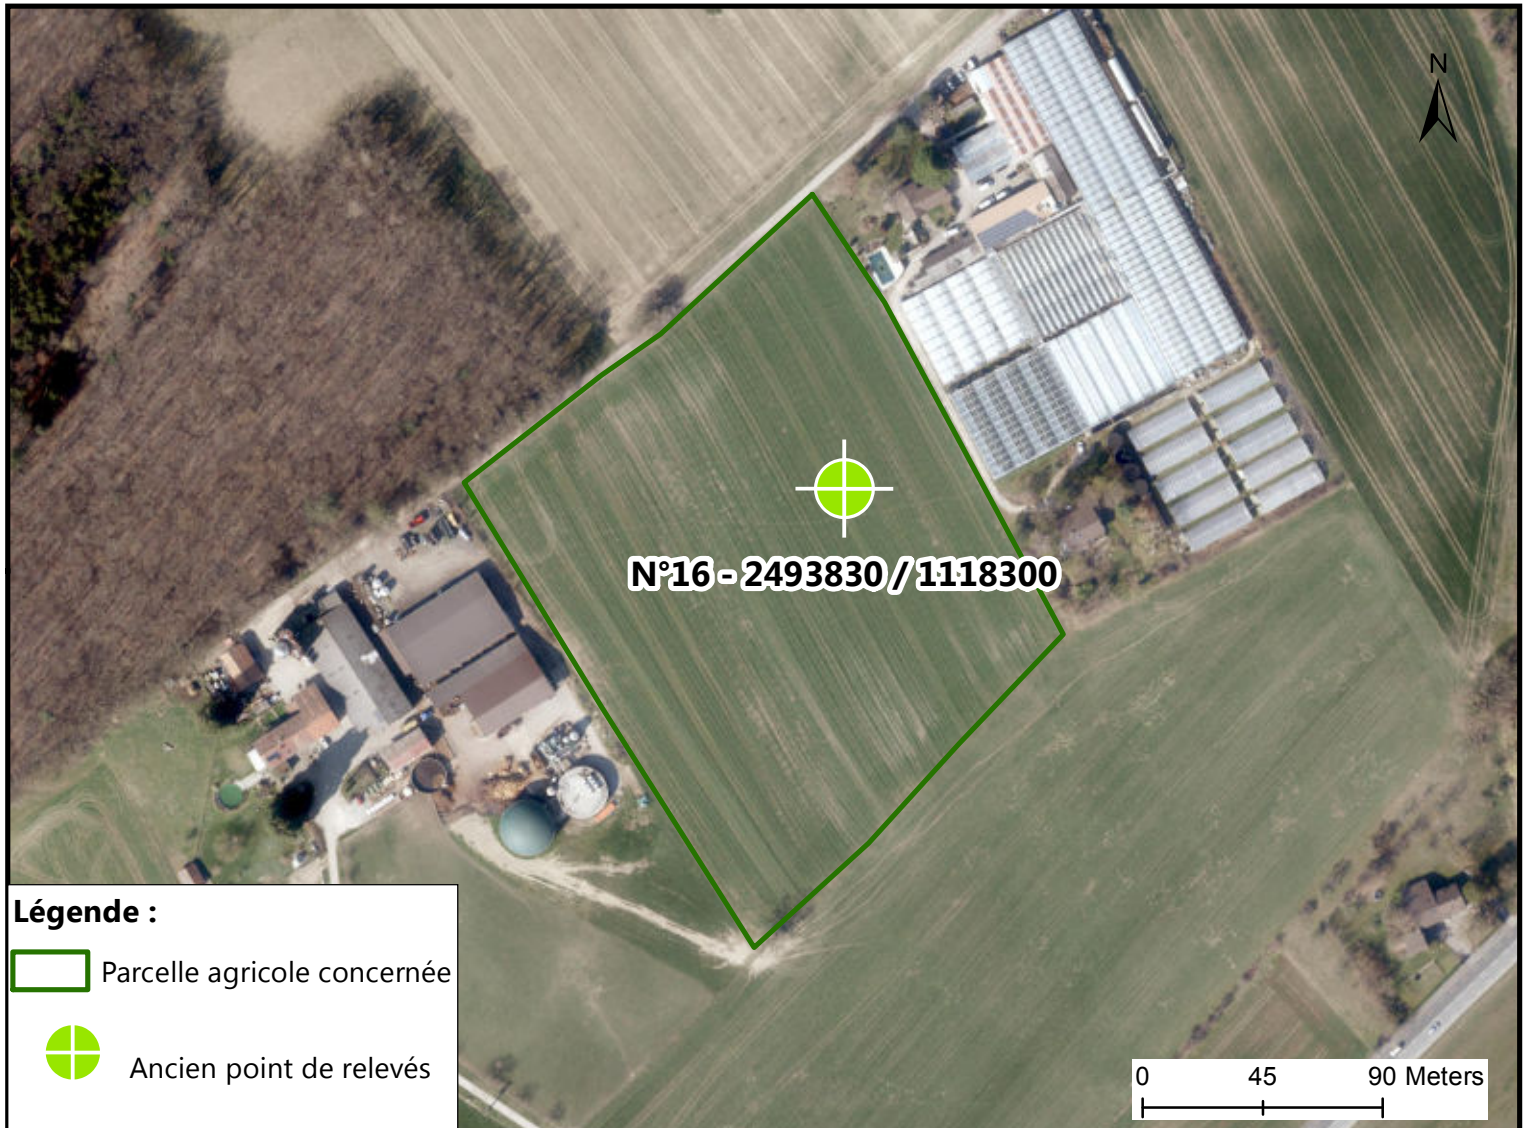 N
N°16 - 2493830 / 1118300
Légende :
Parcelle agricole concernée
Ancien point de relevés
0 45 90 Meters